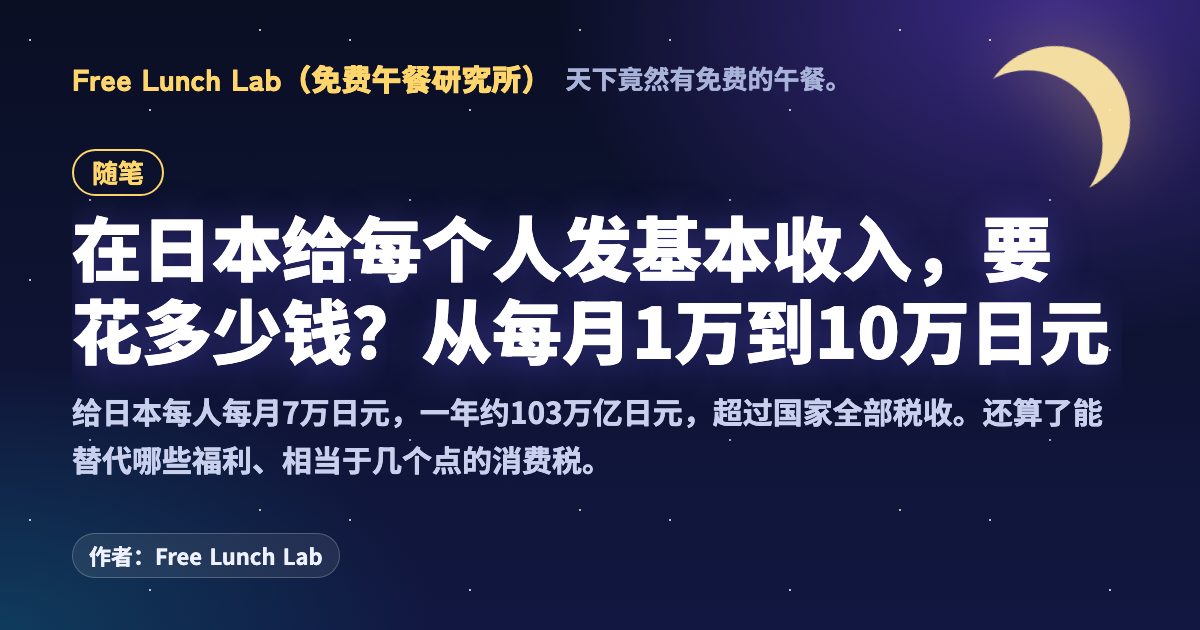 Free Lunch Lab（免费午餐研究所） 天下竟然有免费的午餐。
随笔
在日本给每个人发基本收入，要
花多少钱？从每月1万到10万日元
给日本每人每月7万日元，一年约103万亿日元，超过国家全部税收。还算了能
替代哪些福利、相当于几个点的消费税。
作者：Free Lunch Lab